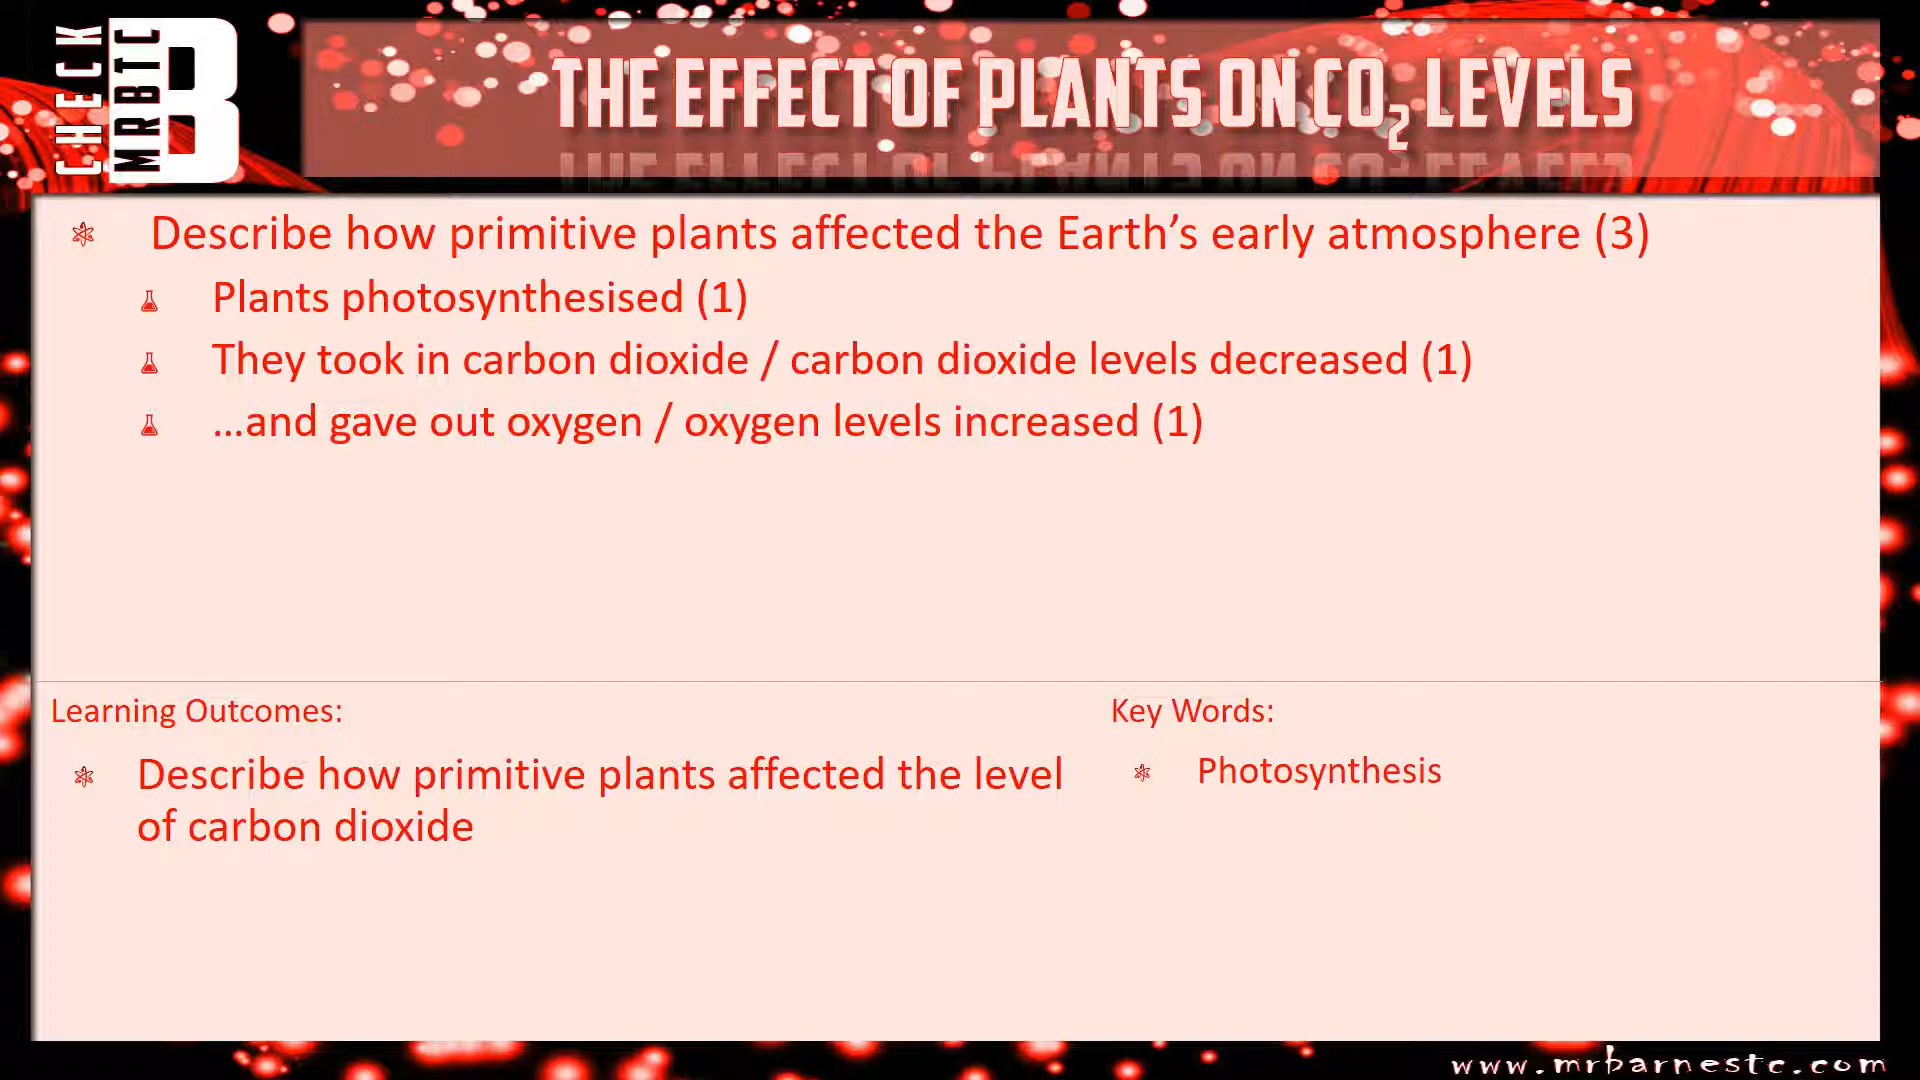 CHECK
MRBTC
B
THE EFFECT OF PLANTS ON CO₂ LEVELS
Describe how primitive plants affected the Earth’s early atmosphere (3)
Plants photosynthesised (1)
They took in carbon dioxide / carbon dioxide levels decreased (1)
...and gave out oxygen / oxygen levels increased (1)
Learning Outcomes:
Describe how primitive plants affected the level
of carbon dioxide
Key Words:
Photosynthesis
www.mrbarnestc.com